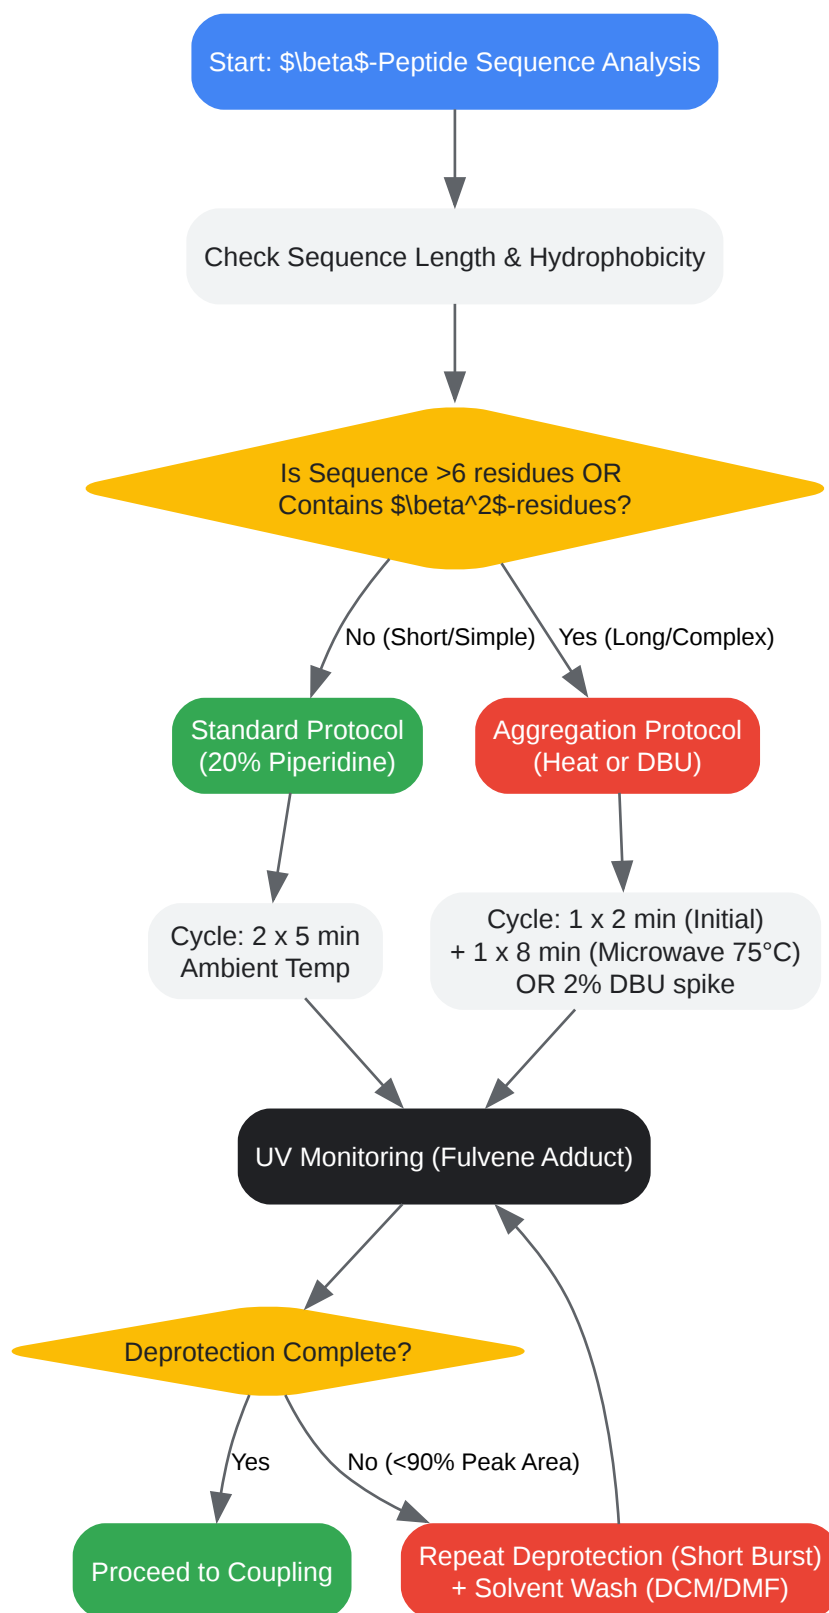 Start: $\beta$-Peptide Sequence Analysis
Check Sequence Length & Hydrophobicity
Is Sequence >6 residues OR
Contains $\beta^2$-residues?
No (Short/Simple)
Yes (Long/Complex)
Standard Protocol
(20% Piperidine)
Aggregation Protocol
(Heat or DBU)
Cycle: 2 x 5 min
Ambient Temp
Cycle: 1 x 2 min (Initial)
+ 1 x 8 min (Microwave 75°C)
OR 2% DBU spike
UV Monitoring (Fulvene Adduct)
Deprotection Complete?
Yes
No (<90% Peak Area)
Proceed to Coupling
Repeat Deprotection (Short Burst)
+ Solvent Wash (DCM/DMF)